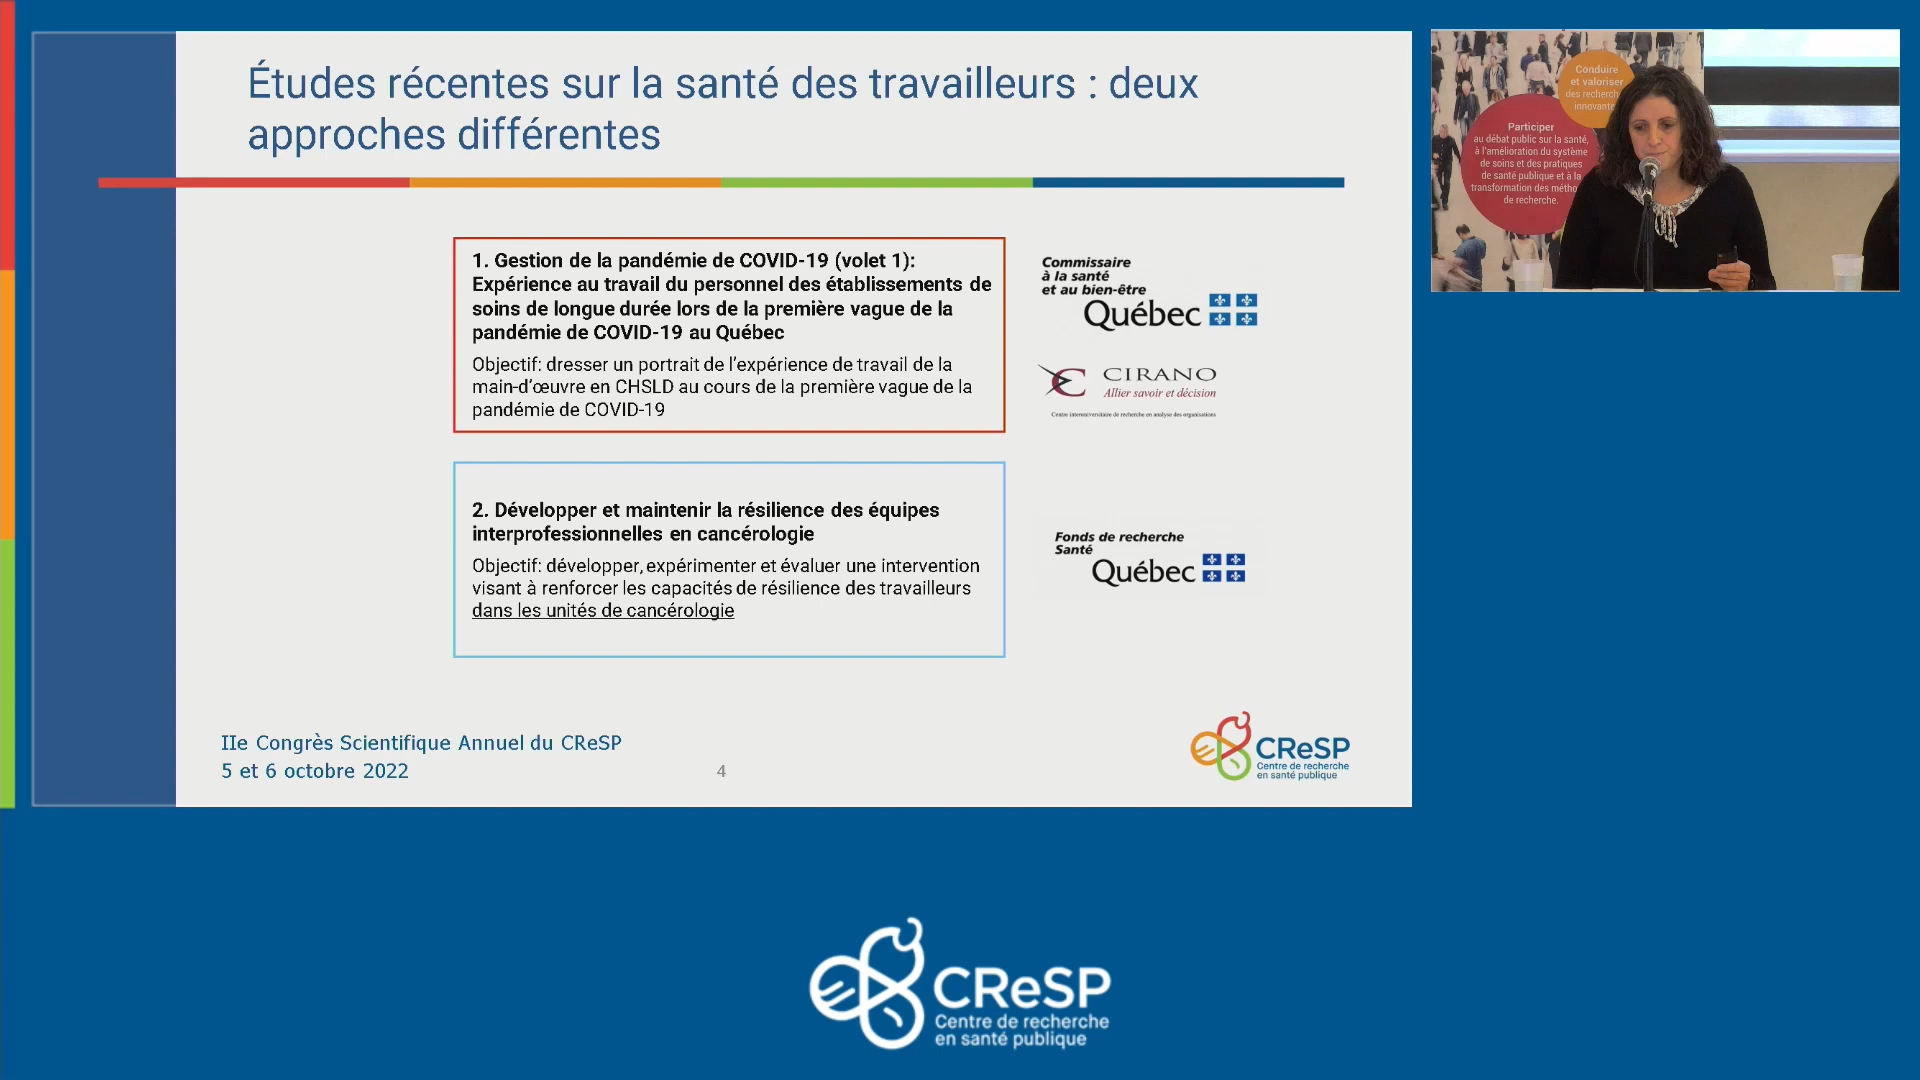 Études récentes sur la santé des travailleurs : deux
approches différentes
1. Gestion de la pandémie de COVID-19 (volet 1):
Expérience au travail du personnel des établissements de
soins de longue durée lors de la première vague de la
pandémie de COVID-19 au Québec
Objectif: dresser un portrait de l'expérience de travail de la
main-d'œuvre en CHSLD au cours de la première vague de la
pandémie de COVID-19
Commissaire
à la santé
et au bien-être
Québec
CIRANO
Allier savoir et décision
Centre interuniversitaire de recherche en analyse des organisations
2. Développer et maintenir la résilience des équipes
interprofessionnelles en cancérologie
Objectif: développer, expérimenter et évaluer une intervention
visant à renforcer les capacités de résilience des travailleurs
dans les unités de cancérologie
Fonds de recherche
Santé
Québec
IIe Congrès Scientifique Annuel du CReSP
5 et 6 octobre 2022
4
CReSP
Centre de recherche
en santé publique
Conduire
et valoriser
des recherch
innovante
Participer
au débat public sur la santé,
à l'amélioration du système
de soins et des pratiques
de santé publique et à la
transformation des métho
de recherche.
CReSP
Centre de recherche
en santé publique